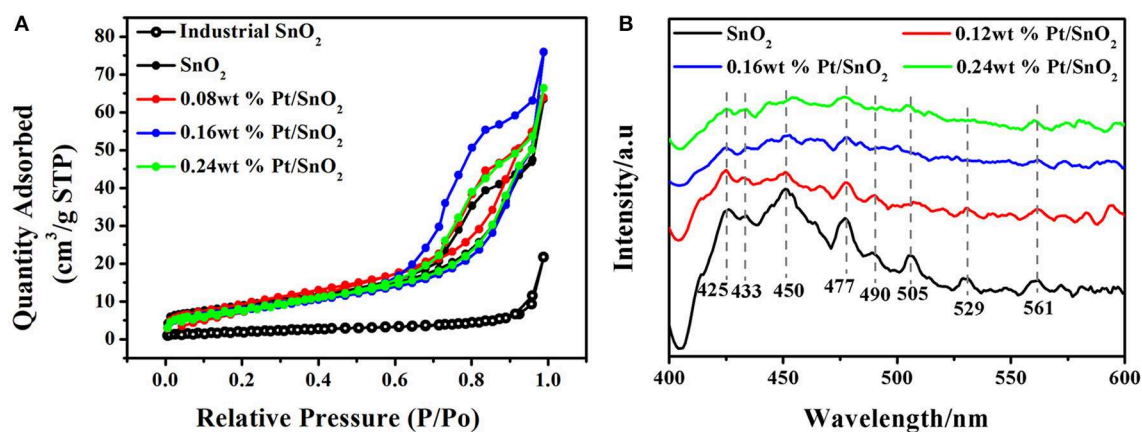 A
Industrial SnO₂
SnO₂
0.08wt % Pt/SnO₂
0.16wt % Pt/SnO₂
0.24wt % Pt/SnO₂
Quantity Adsorbed
(cm³/g STP)
80
70
60
50
40
30
20
10
0
0.0 0.2 0.4 0.6 0.8 1.0
Relative Pressure (P/Po)
B
SnO₂ 0.12wt % Pt/SnO₂
0.16wt % Pt/SnO₂ 0.24wt % Pt/SnO₂
Intensity/a.u
425 433 450 477 490 505 529 561
400 450 500 550 600
Wavelength/nm